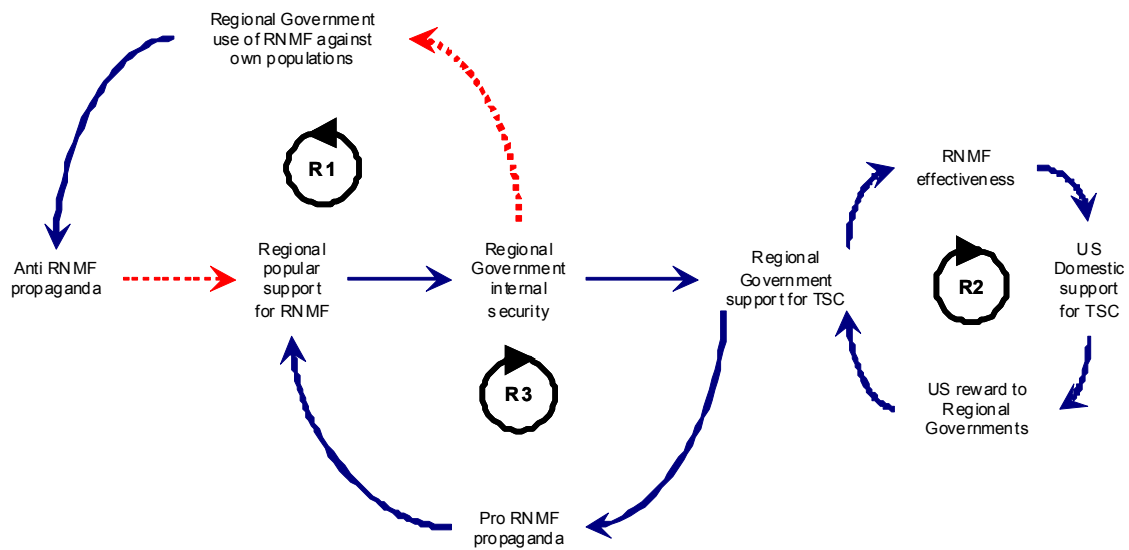 Regional Government
use of RNMF against
own populations
R1
RNMF
effectiveness
Anti RNMF
propaganda
Regional
popular
support
for RNMF
Regional
Government
internal
security
Regional
Government
support for TSC
R2
US
Domestic
support
for TSC
R3
US reward to
Regional
Governments
Pro RNMF
propaganda